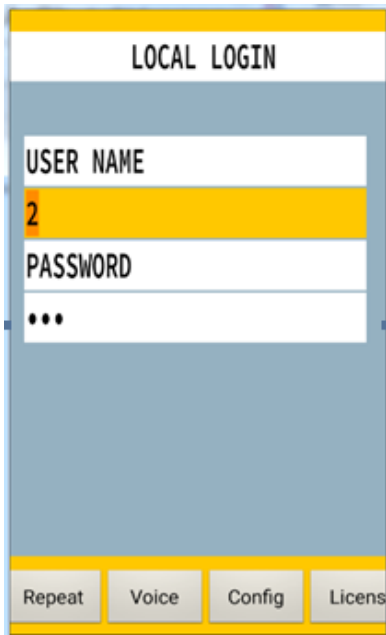 LOCAL LOGIN
USER NAME
2
PASSWORD
•••
Repeat Voice Config Licens